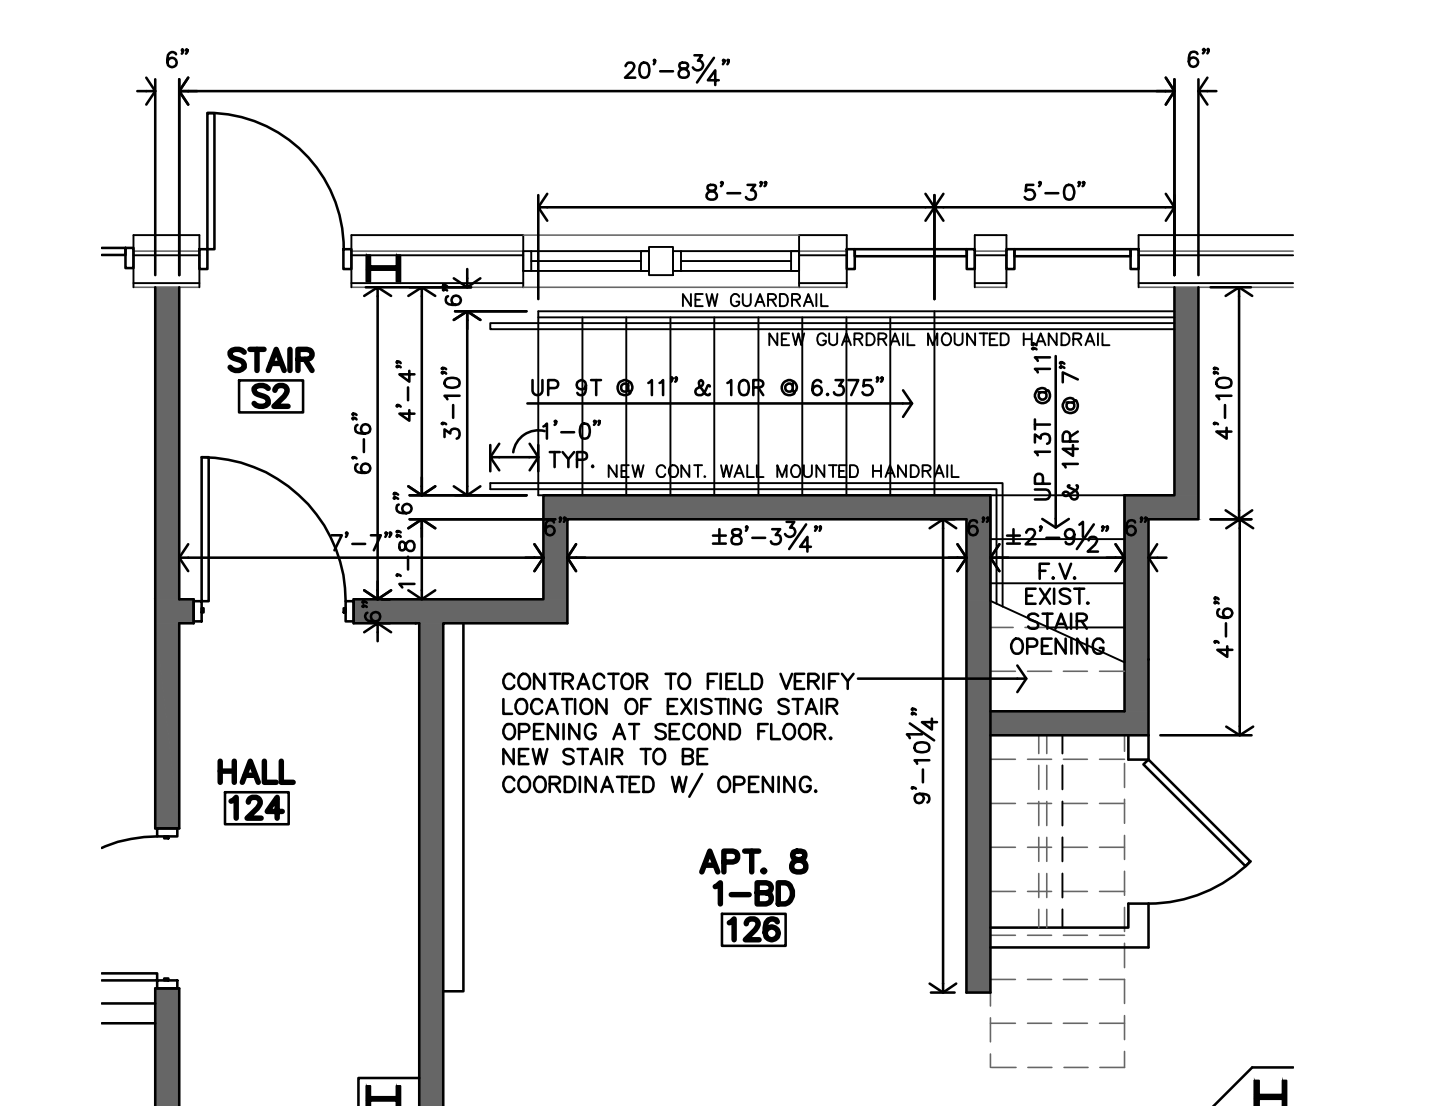 6”
20’-8¾”
6”
8’-3”
5’-0”
H
6”
NEW GUARDRAIL
NEW GUARDRAIL MOUNTED HANDRAIL
STAIR
S2
6’-6”
4’-4”
3’-10”
UP 9T @ 11” & 10R @ 6.375”
UP 13T @ 11”
& 14R @ 7”
4’-10”
1’-0”
TYP.
NEW CONT. WALL MOUNTED HANDRAIL
6”
7’-7”
1’-8”
6”
±8’-3¾”
6”
±2’-9½”
6”
F.V.
EXIST.
STAIR
OPENING
6”
4’-6”
CONTRACTOR TO FIELD VERIFY
LOCATION OF EXISTING STAIR
OPENING AT SECOND FLOOR.
NEW STAIR TO BE
COORDINATED W/ OPENING.
9’-10¼”
HALL
124
APT. 8
1-BD
126
H
H